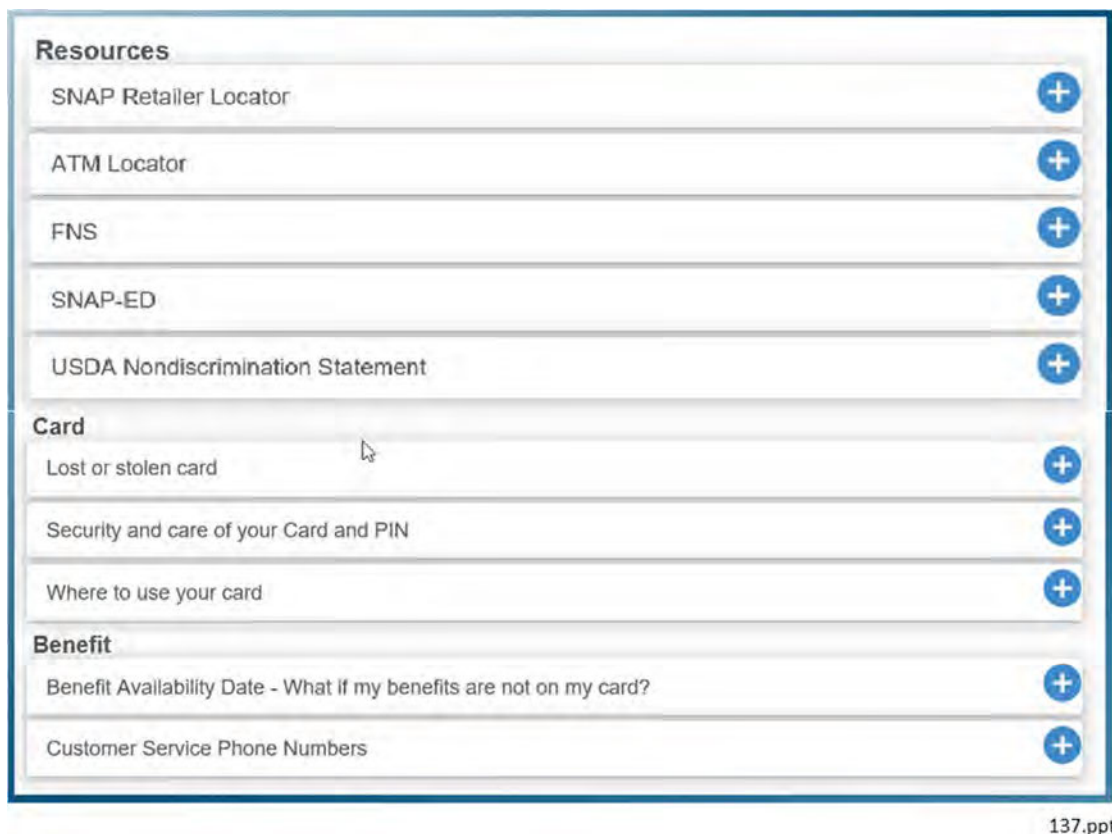 Resources
SNAP Retailer Locator
ATM Locator
FNS
SNAP-ED
USDA Nondiscrimination Statement
Card
Lost or stolen card
Security and care of your Card and PIN
Where to use your card
Benefit
Benefit Availability Date - What if my benefits are not on my card?
Customer Service Phone Numbers
137.ppt